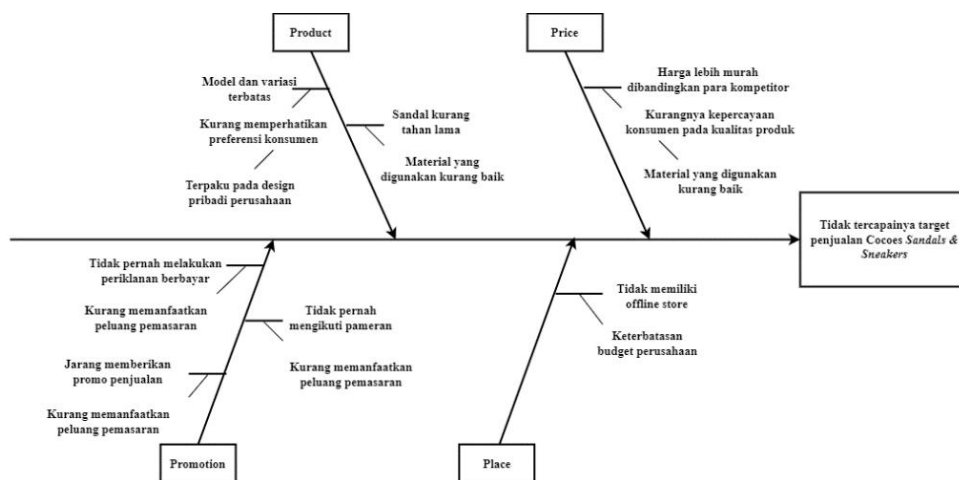 Product
Model dan variasi
terbatas
Kurang memperhatikan
preferensi konsumen
Terpaku pada design
pribadi perusahaan
Sandal kurang
tahan lama
Material yang
digunakan kurang baik
Price
Harga lebih murah
dibandingkan para kompetitor
Kurangnya kepercayaan
konsumen pada kualitas produk
Material yang digunakan
kurang baik
Tidak tercapainya target
penjualan Cocoes Sandals &
Sneakers
Tidak pernah melakukan
periklanan berbayar
Kurang memanfaatkan
peluang pemasaran
Jarang memberikan
promo penjualan
Kurang memanfaatkan
peluang pemasaran
Tidak pernah
mengikuti pameran
Kurang memanfaatkan
peluang pemasaran
Promotion
Tidak memiliki
offline store
Keterbatasan
budget perusahaan
Place